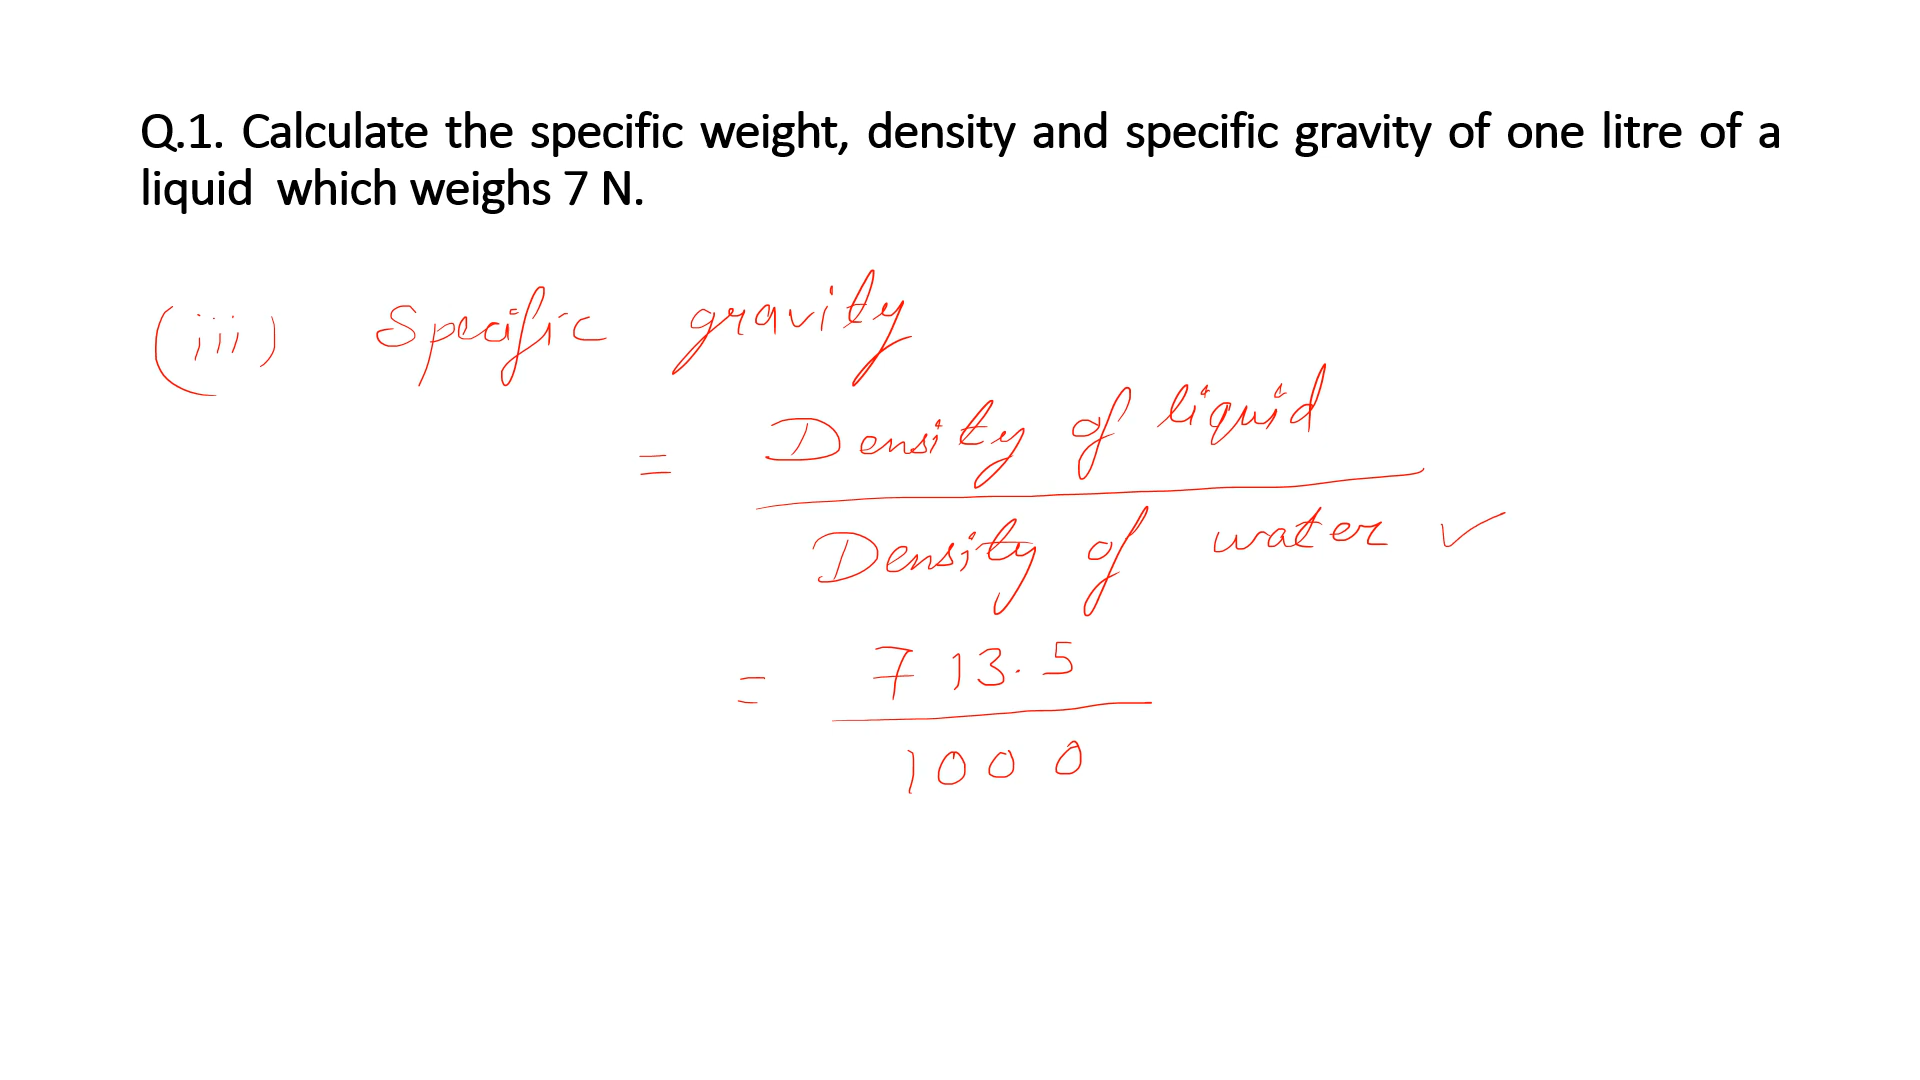 Q.1. Calculate the specific weight, density and specific gravity of one litre of a
liquid which weighs 7 N.
(iii) Specific gravity
= Density of liquid
Density of water ✓
= 713.5
1000